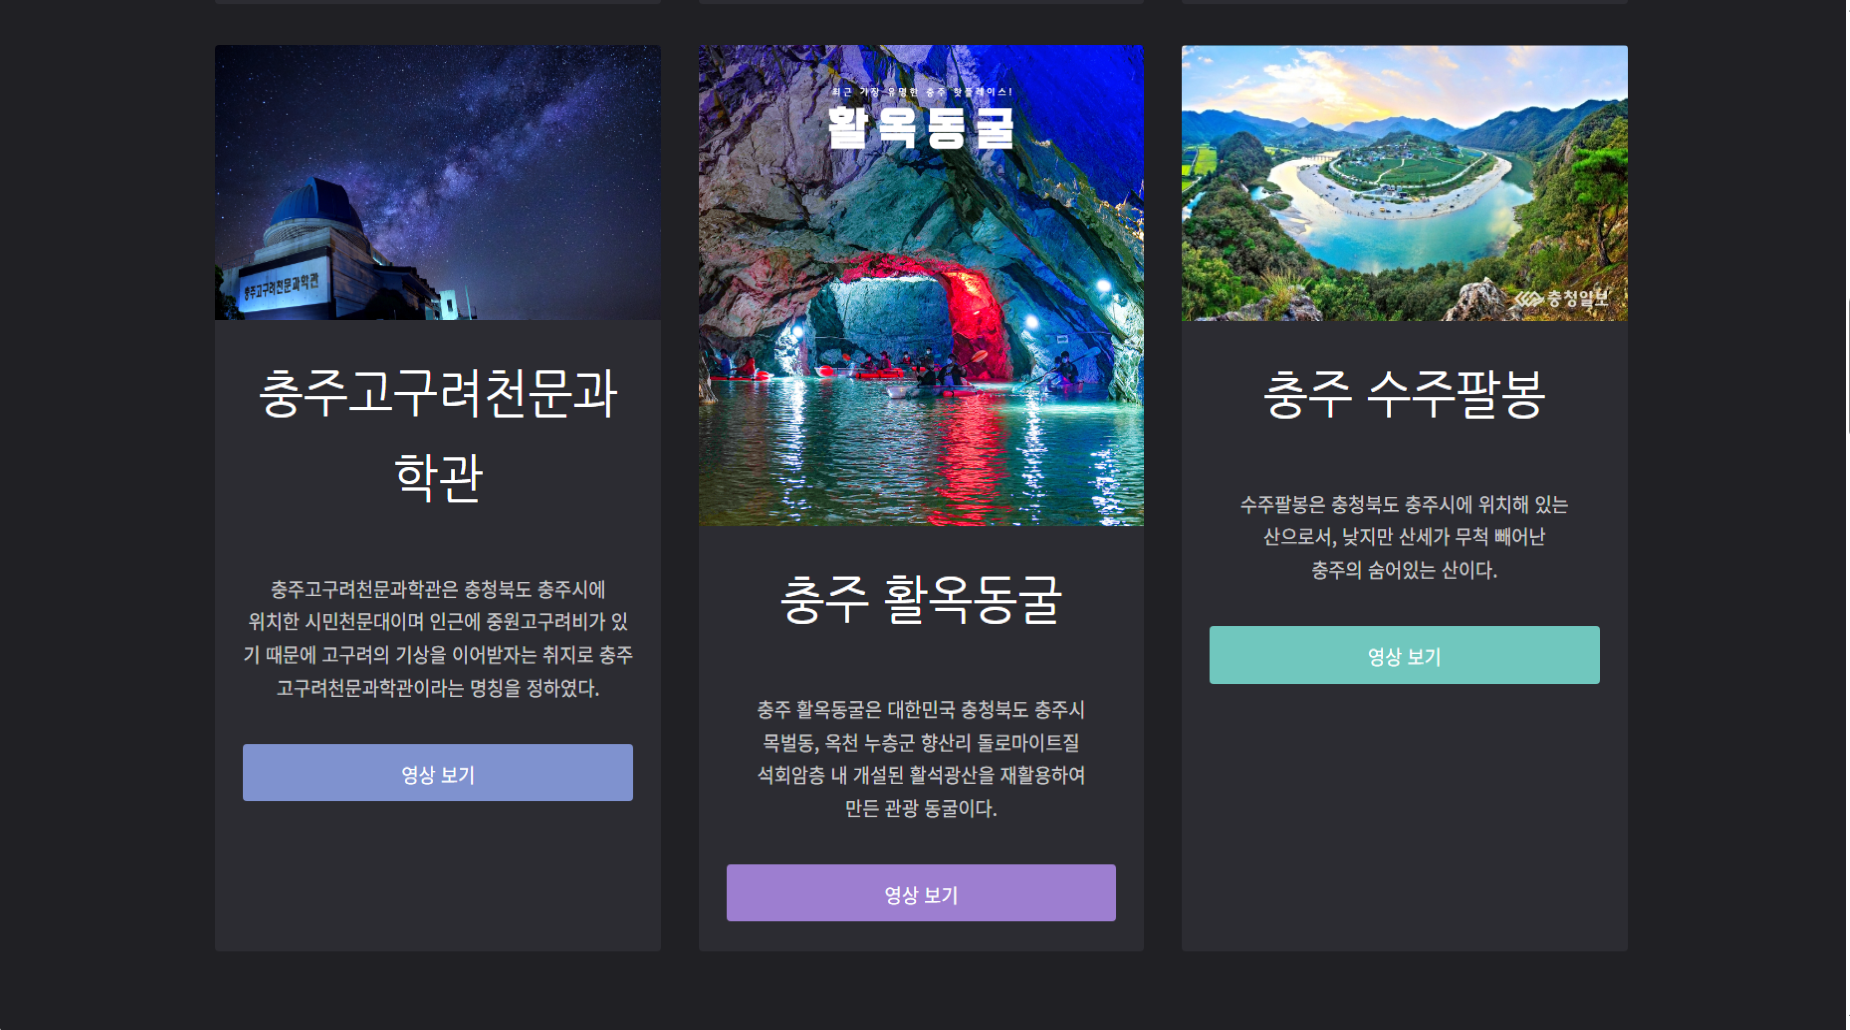 충주고구려천문과학관
충주고구려천문과
학관
충주고구려천문과학관은 충청북도 충주시에
위치한 시민천문대이며 인근에 중원고구려비가 있
기 때문에 고구려의 기상을 이어받자는 취지로 충주
고구려천문과학관이라는 명칭을 정하였다.
영상 보기
최근 가장 유명한 충주 핫플레이스!
활옥동굴
충주 활옥동굴
충주 활옥동굴은 대한민국 충청북도 충주시
목벌동, 옥천 누층군 향산리 돌로마이트질
석회암층 내 개설된 활석광산을 재활용하여
만든 관광 동굴이다.
영상 보기
충청일보
충주 수주팔봉
수주팔봉은 충청북도 충주시에 위치해 있는
산으로서, 낮지만 산세가 무척 빼어난
충주의 숨어있는 산이다.
영상 보기